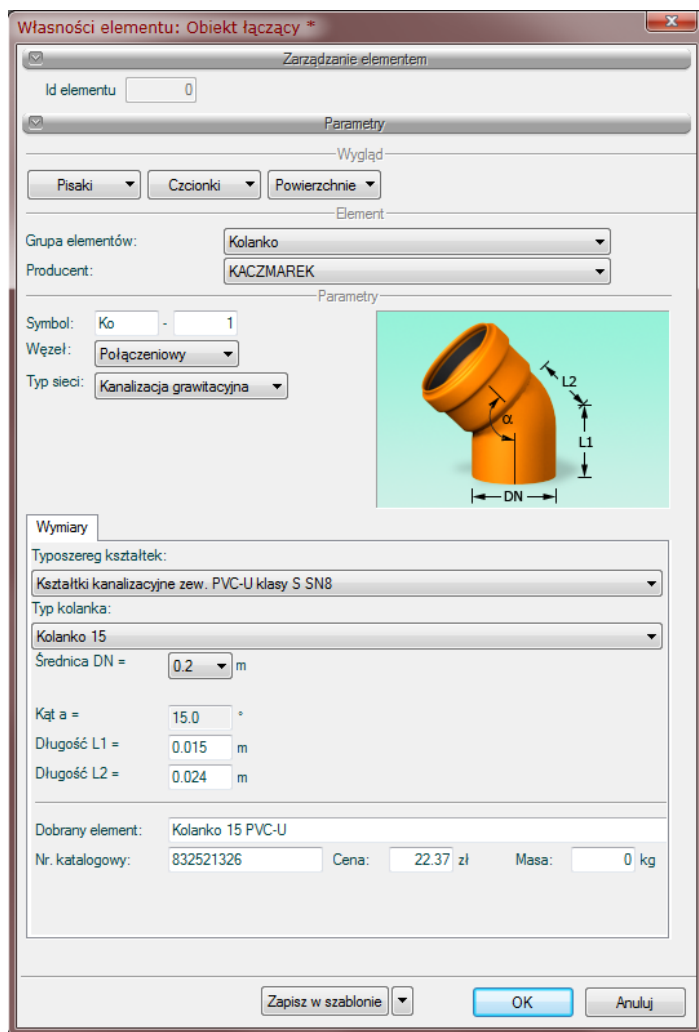 Własności elementu: Obiekt łączący *
Zarządzanie elementem
Id elementu 0
Parametry
Wygląd
Pisaki Czcionki Powierzchnie
Element
Grupa elementów: Kolanko
Producent: KACZMAREK
Parametry
Symbol: Ko - 1
Węzeł: Połączeniowy
Typ sieci: Kanalizacja grawitacyjna
L2
α
L1
DN
Wymiary
Typoszereg kształtek:
Kształtki kanalizacyjne zew. PVC-U klasy S SN8
Typ kolanka:
Kolanko 15
Średnica DN = 0.2 m
Kąt a = 15.0 °
Długość L1 = 0.015 m
Długość L2 = 0.024 m
Dobrany element: Kolanko 15 PVC-U
Nr. katalogowy: 832521326 Cena: 22.37 zł Masa: 0 kg
Zapisz w szablonie OK Anuluj